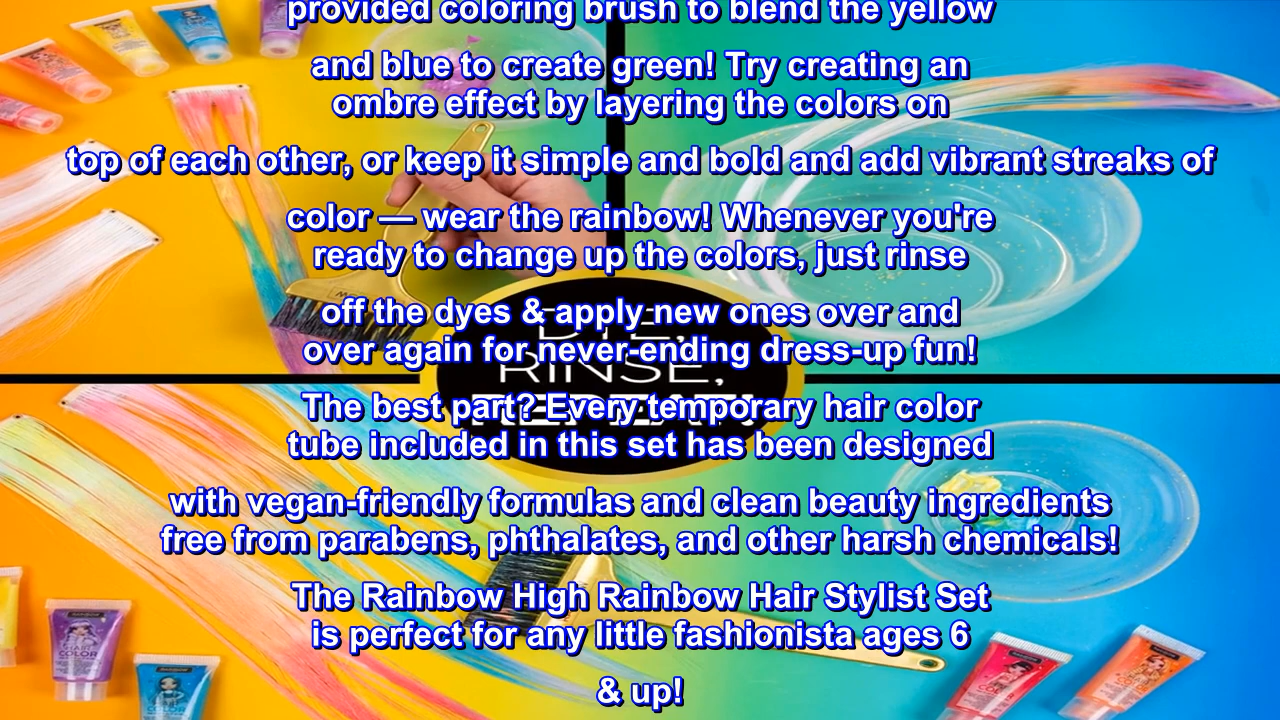 provided coloring brush to blend the yellow
and blue to create green! Try creating an
ombre effect by layering the colors on
top of each other, or keep it simple and bold and add vibrant streaks of
color — wear the rainbow! Whenever you're
ready to change up the colors, just rinse
off the dyes & apply new ones over and
over again for never-ending dress-up fun!
DYE,
RINSE,
REPEAT!
The best part? Every temporary hair color
tube included in this set has been designed
with vegan-friendly formulas and clean beauty ingredients
free from parabens, phthalates, and other harsh chemicals!
The Rainbow High Rainbow Hair Stylist Set
is perfect for any little fashionista ages 6
& up!
HAIR
COLOR